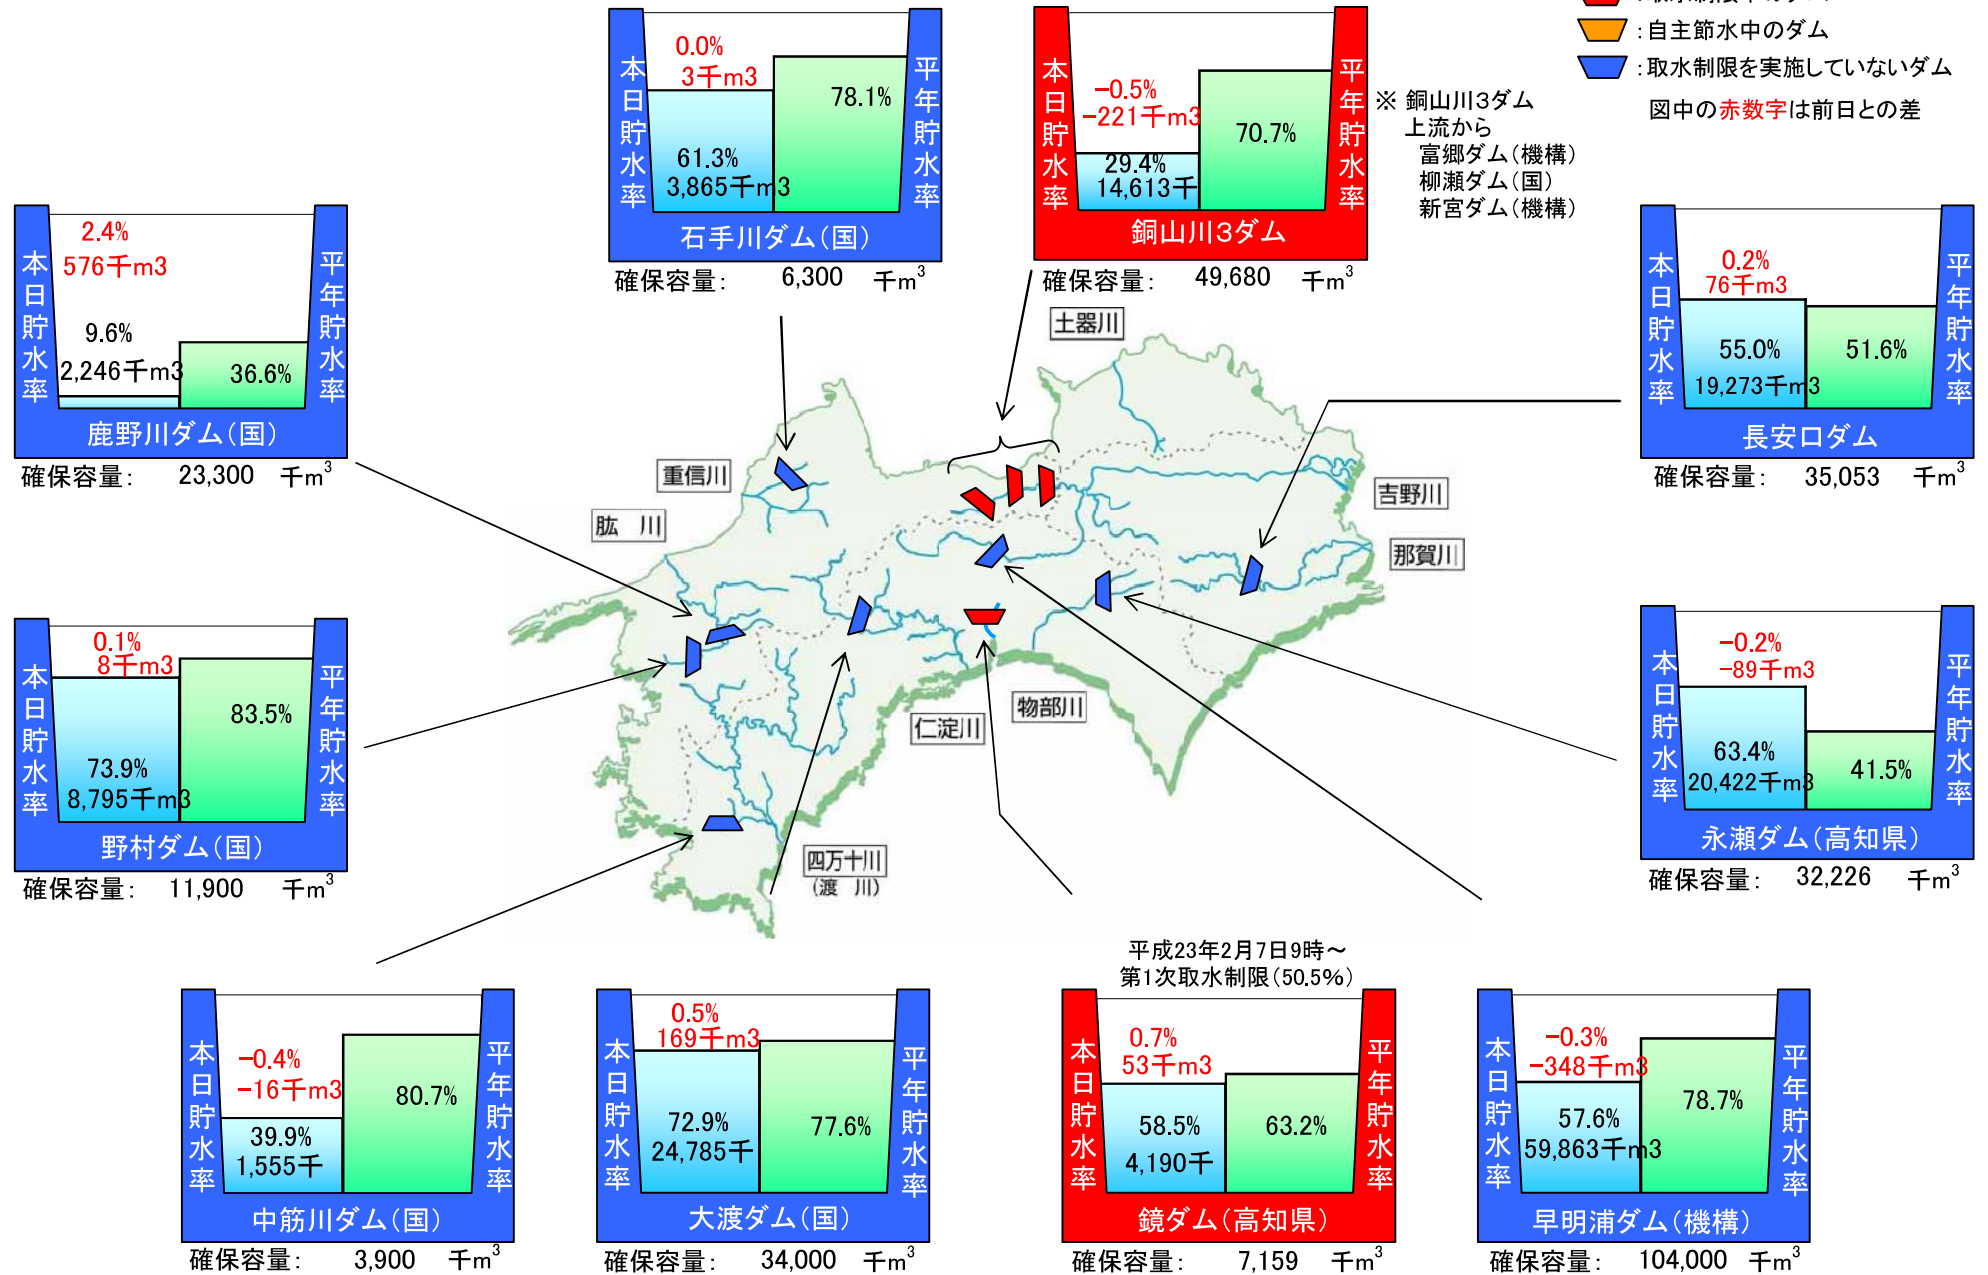 :自主節水中のダム
:取水制限を実施していないダム
図中の赤数字は前日との差
本日貯水率
0.0%
3千m3
61.3%
3,865千m3
78.1%
平年貯水率
石手川ダム(国)
確保容量: 6,300 千m3
本日貯水率
-0.5%
-221千m3
29.4%
14,613千
70.7%
平年貯水率
銅山川3ダム
確保容量: 49,680 千m3
※ 銅山川3ダム
上流から
富郷ダム(機構)
柳瀬ダム(国)
新宮ダム(機構)
本日貯水率
2.4%
576千m3
9.6%
2,246千m3
36.6%
平年貯水率
鹿野川ダム(国)
確保容量: 23,300 千m3
本日貯水率
0.2%
76千m3
55.0%
19,273千m3
51.6%
平年貯水率
長安口ダム
確保容量: 35,053 千m3
土器川
重信川
肱 川
吉野川
那賀川
物部川
仁淀川
四万十川
(渡 川)
本日貯水率
0.1%
8千m3
73.9%
8,795千m3
83.5%
平年貯水率
野村ダム(国)
確保容量: 11,900 千m3
本日貯水率
-0.2%
-89千m3
63.4%
20,422千m3
41.5%
平年貯水率
永瀬ダム(高知県)
確保容量: 32,226 千m3
本日貯水率
-0.4%
-16千m3
39.9%
1,555千
80.7%
平年貯水率
中筋川ダム(国)
確保容量: 3,900 千m3
本日貯水率
0.5%
169千m3
72.9%
24,785千
77.6%
平年貯水率
大渡ダム(国)
確保容量: 34,000 千m3
平成23年2月7日9時~
第1次取水制限(50.5%)
本日貯水率
0.7%
53千m3
58.5%
4,190千
63.2%
平年貯水率
鏡ダム(高知県)
確保容量: 7,159 千m3
本日貯水率
-0.3%
-348千m3
57.6%
59,863千m3
78.7%
平年貯水率
早明浦ダム(機構)
確保容量: 104,000 千m3